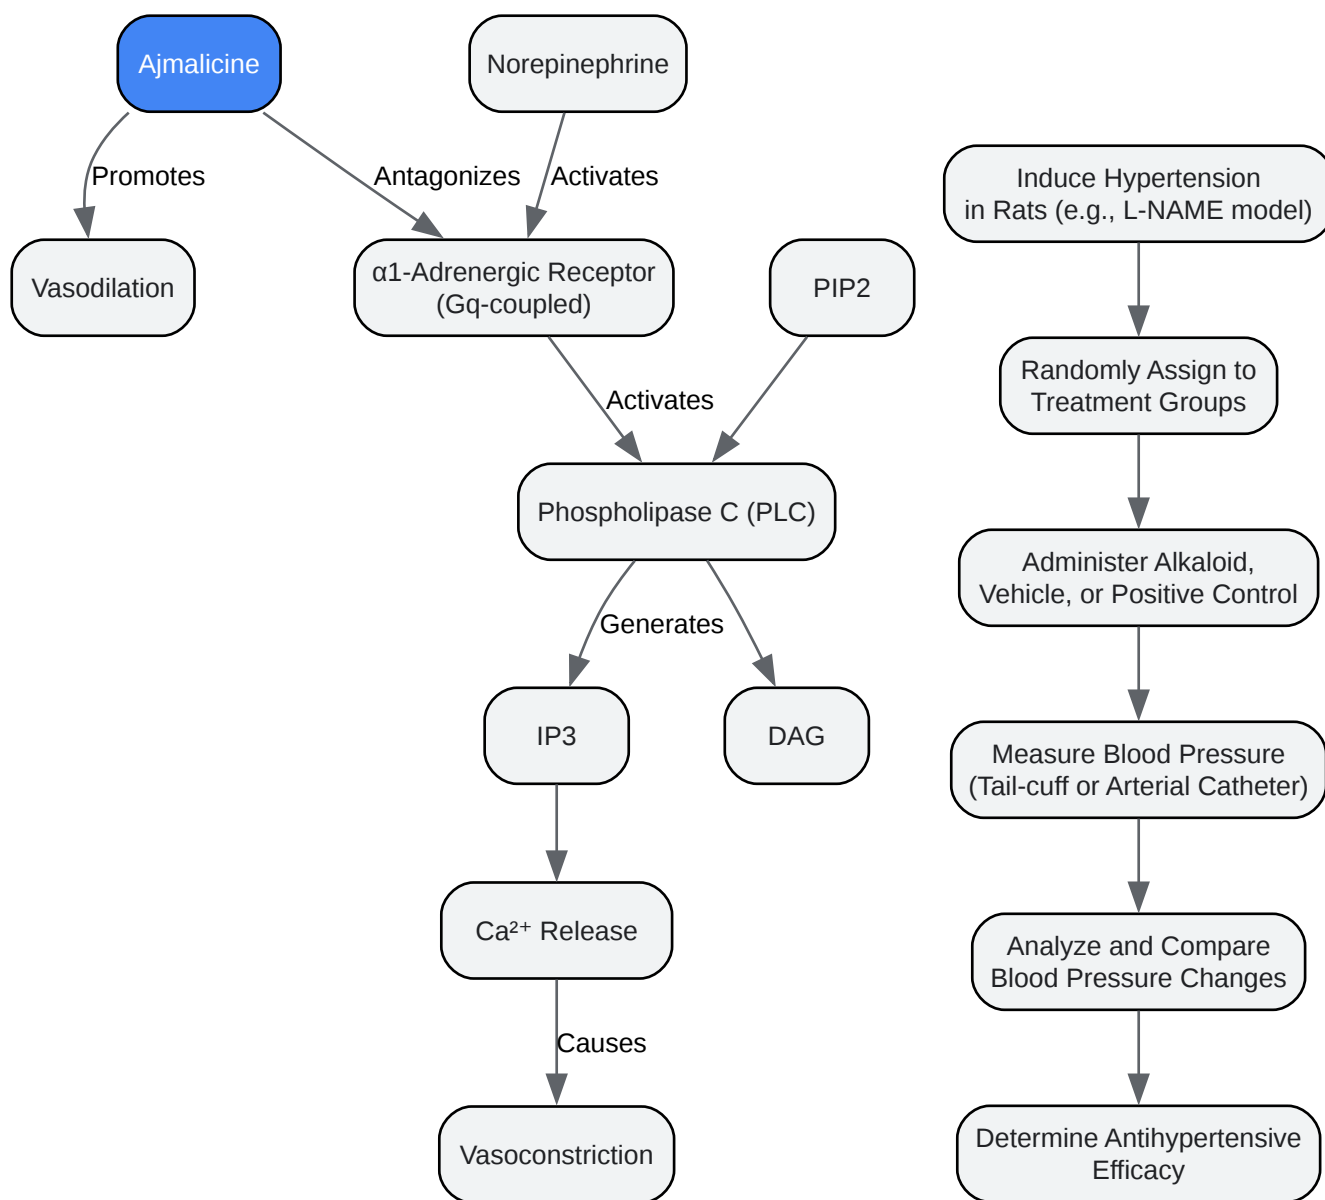 Ajmalicine
Norepinephrine
Promotes
Antagonizes
Activates
Vasodilation
α1-Adrenergic Receptor
(Gq-coupled)
PIP2
Activates
Phospholipase C (PLC)
Generates
IP3
DAG
Ca²⁺ Release
Causes
Vasoconstriction
Induce Hypertension
in Rats (e.g., L-NAME model)
Randomly Assign to
Treatment Groups
Administer Alkaloid,
Vehicle, or Positive Control
Measure Blood Pressure
(Tail-cuff or Arterial Catheter)
Analyze and Compare
Blood Pressure Changes
Determine Antihypertensive
Efficacy